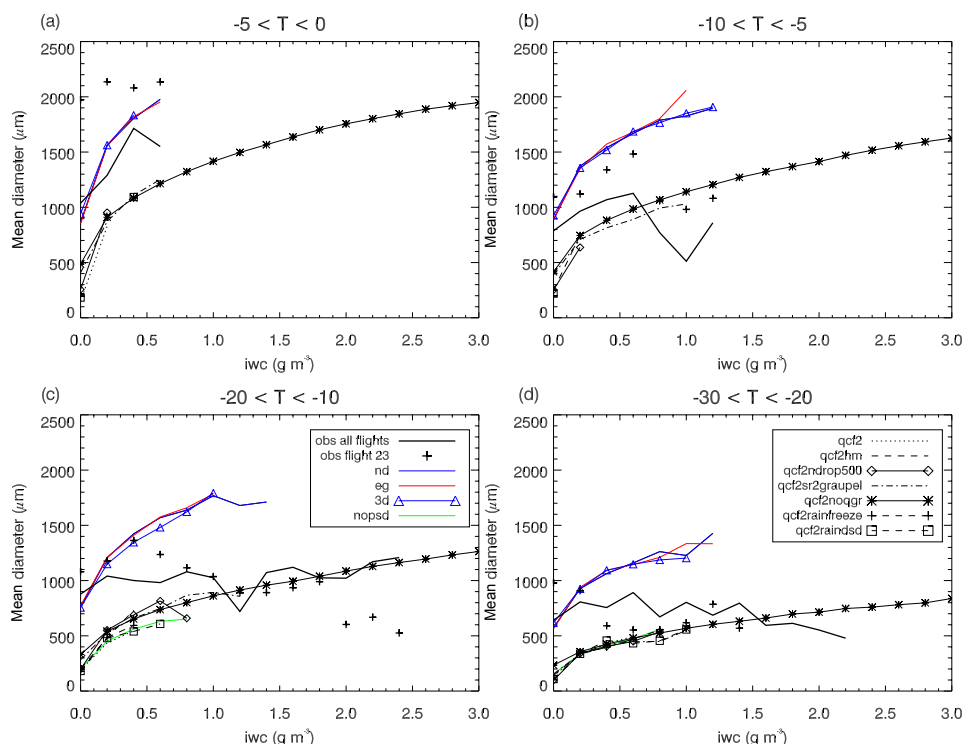 (a) -5 < T < 0
2500
2000
1500
1000
500
0
Mean diameter (μm)
0.0 0.5 1.0 1.5 2.0 2.5 3.0
iwc (g m⁻³)
(b) -10 < T < -5
2500
2000
1500
1000
500
0
Mean diameter (μm)
0.0 0.5 1.0 1.5 2.0 2.5 3.0
iwc (g m⁻³)
(c) -20 < T < -10
2500
2000
1500
1000
500
0
Mean diameter (μm)
obs all flights
obs flight 23
nd
eg
3d
nopsd
0.0 0.5 1.0 1.5 2.0 2.5 3.0
iwc (g m⁻³)
(d) -30 < T < -20
2500
2000
1500
1000
500
0
Mean diameter (μm)
qcf2
qcf2hm
qcf2ndrop500
qcf2sr2graupel
qcf2noqgr
qcf2rainfreeze
qcf2raindsd
0.0 0.5 1.0 1.5 2.0 2.5 3.0
iwc (g m⁻³)